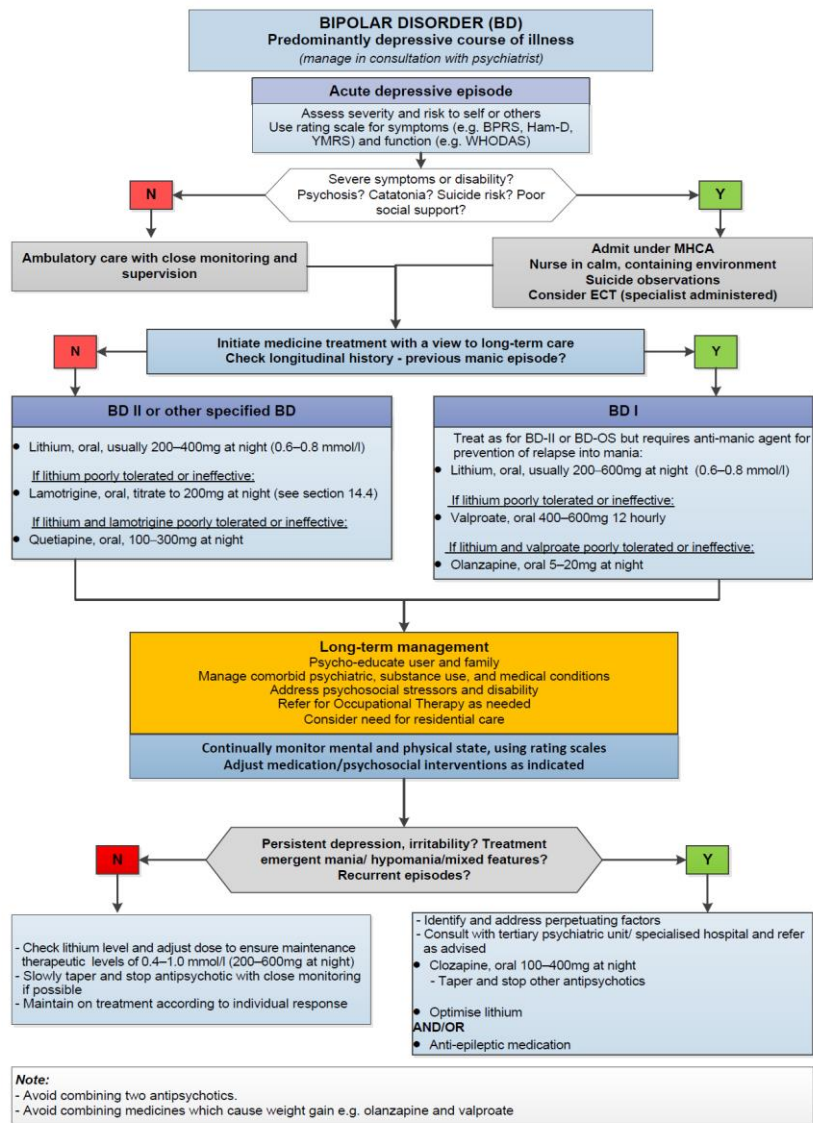 BIPOLAR DISORDER (BD)
Predominantly depressive course of illness
(manage in consultation with psychiatrist)
Acute depressive episode
Assess severity and risk to self or others
Use rating scale for symptoms (e.g. BPRS, Ham-D,
YMRS) and function (e.g. WHODAS)
Severe symptoms or disability?
Psychosis? Catatonia? Suicide risk? Poor
social support?
N
Y
Ambulatory care with close monitoring and
supervision
Admit under MHCA
Nurse in calm, containing environment
Suicide observations
Consider ECT (specialist administered)
Initiate medicine treatment with a view to long-term care
Check longitudinal history - previous manic episode?
N
Y
BD II or other specified BD
● Lithium, oral, usually 200–400mg at night (0.6–0.8 mmol/l)
If lithium poorly tolerated or ineffective:
● Lamotrigine, oral, titrate to 200mg at night (see section 14.4)
If lithium and lamotrigine poorly tolerated or ineffective:
● Quetiapine, oral, 100–300mg at night
BD I
Treat as for BD-II or BD-OS but requires anti-manic agent for
prevention of relapse into mania:
● Lithium, oral, usually 200–600mg at night (0.6–0.8 mmol/l)
If lithium poorly tolerated or ineffective:
● Valproate, oral 400–600mg 12 hourly
If lithium and valproate poorly tolerated or ineffective:
● Olanzapine, oral 5–20mg at night
Long-term management
Psycho-educate user and family
Manage comorbid psychiatric, substance use, and medical conditions
Address psychosocial stressors and disability
Refer for Occupational Therapy as needed
Consider need for residential care
Continually monitor mental and physical state, using rating scales
Adjust medication/psychosocial interventions as indicated
Persistent depression, irritability? Treatment
emergent mania/ hypomania/mixed features?
Recurrent episodes?
N
Y
- Check lithium level and adjust dose to ensure maintenance
therapeutic levels of 0.4–1.0 mmol/l (200–600mg at night)
- Slowly taper and stop antipsychotic with close monitoring
if possible
- Maintain on treatment according to individual response
- Identify and address perpetuating factors
- Consult with tertiary psychiatric unit/ specialised hospital and refer
as advised
● Clozapine, oral 100–400mg at night
- Taper and stop other antipsychotics
● Optimise lithium
AND/OR
● Anti-epileptic medication
Note:
- Avoid combining two antipsychotics.
- Avoid combining medicines which cause weight gain e.g. olanzapine and valproate